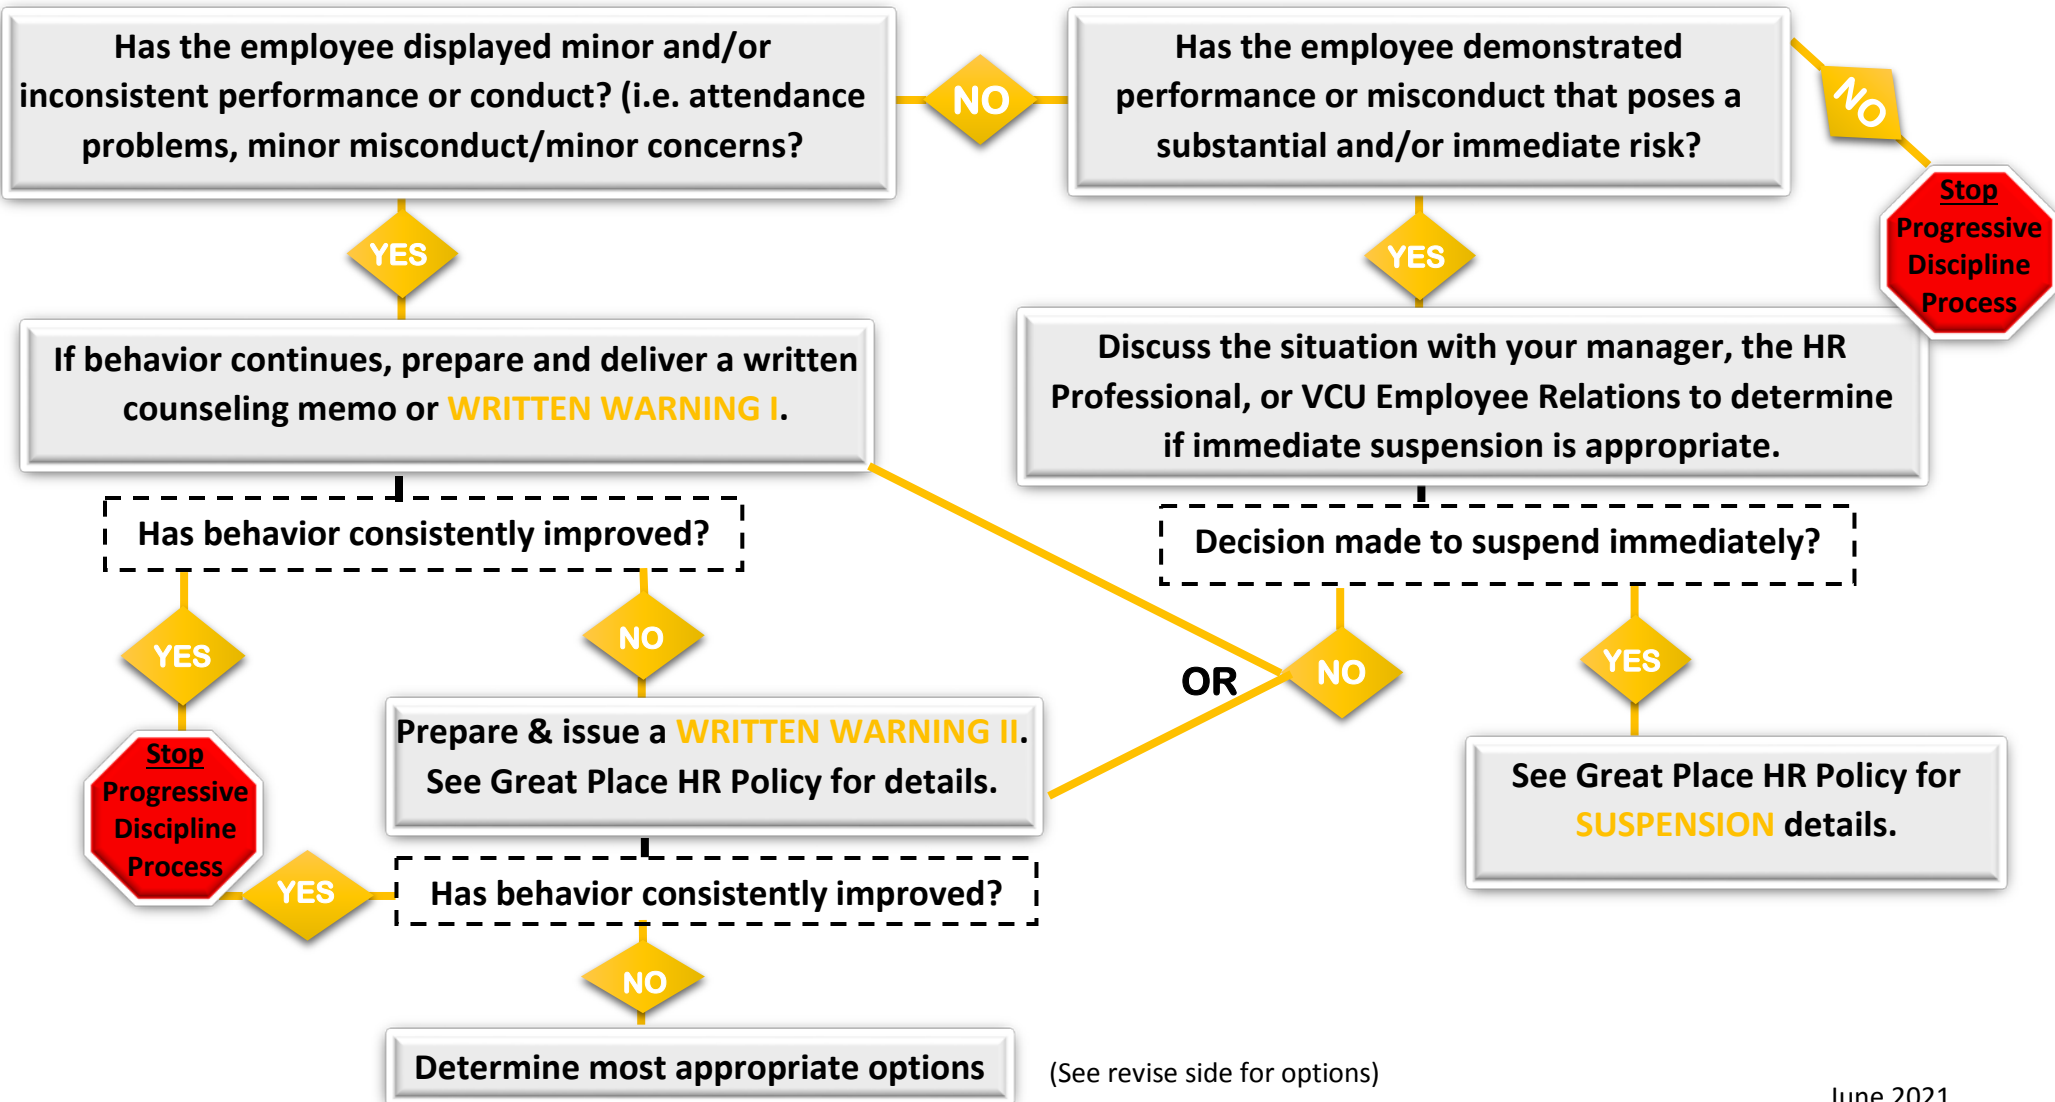 Has the employee displayed minor and/or
inconsistent performance or conduct? (i.e. attendance
problems, minor misconduct/minor concerns?
NO
Has the employee demonstrated
performance or misconduct that poses a
substantial and/or immediate risk?
NO
Stop
Progressive
Discipline
Process
YES
YES
If behavior continues, prepare and deliver a written
counseling memo or WRITTEN WARNING I.
Discuss the situation with your manager, the HR
Professional, or VCU Employee Relations to determine
if immediate suspension is appropriate.
Has behavior consistently improved?
Decision made to suspend immediately?
YES
NO
OR
NO
YES
Stop
Progressive
Discipline
Process
Prepare & issue a WRITTEN WARNING II.
See Great Place HR Policy for details.
See Great Place HR Policy for
SUSPENSION details.
YES
Has behavior consistently improved?
NO
Determine most appropriate options
(See revise side for options)
June 2021